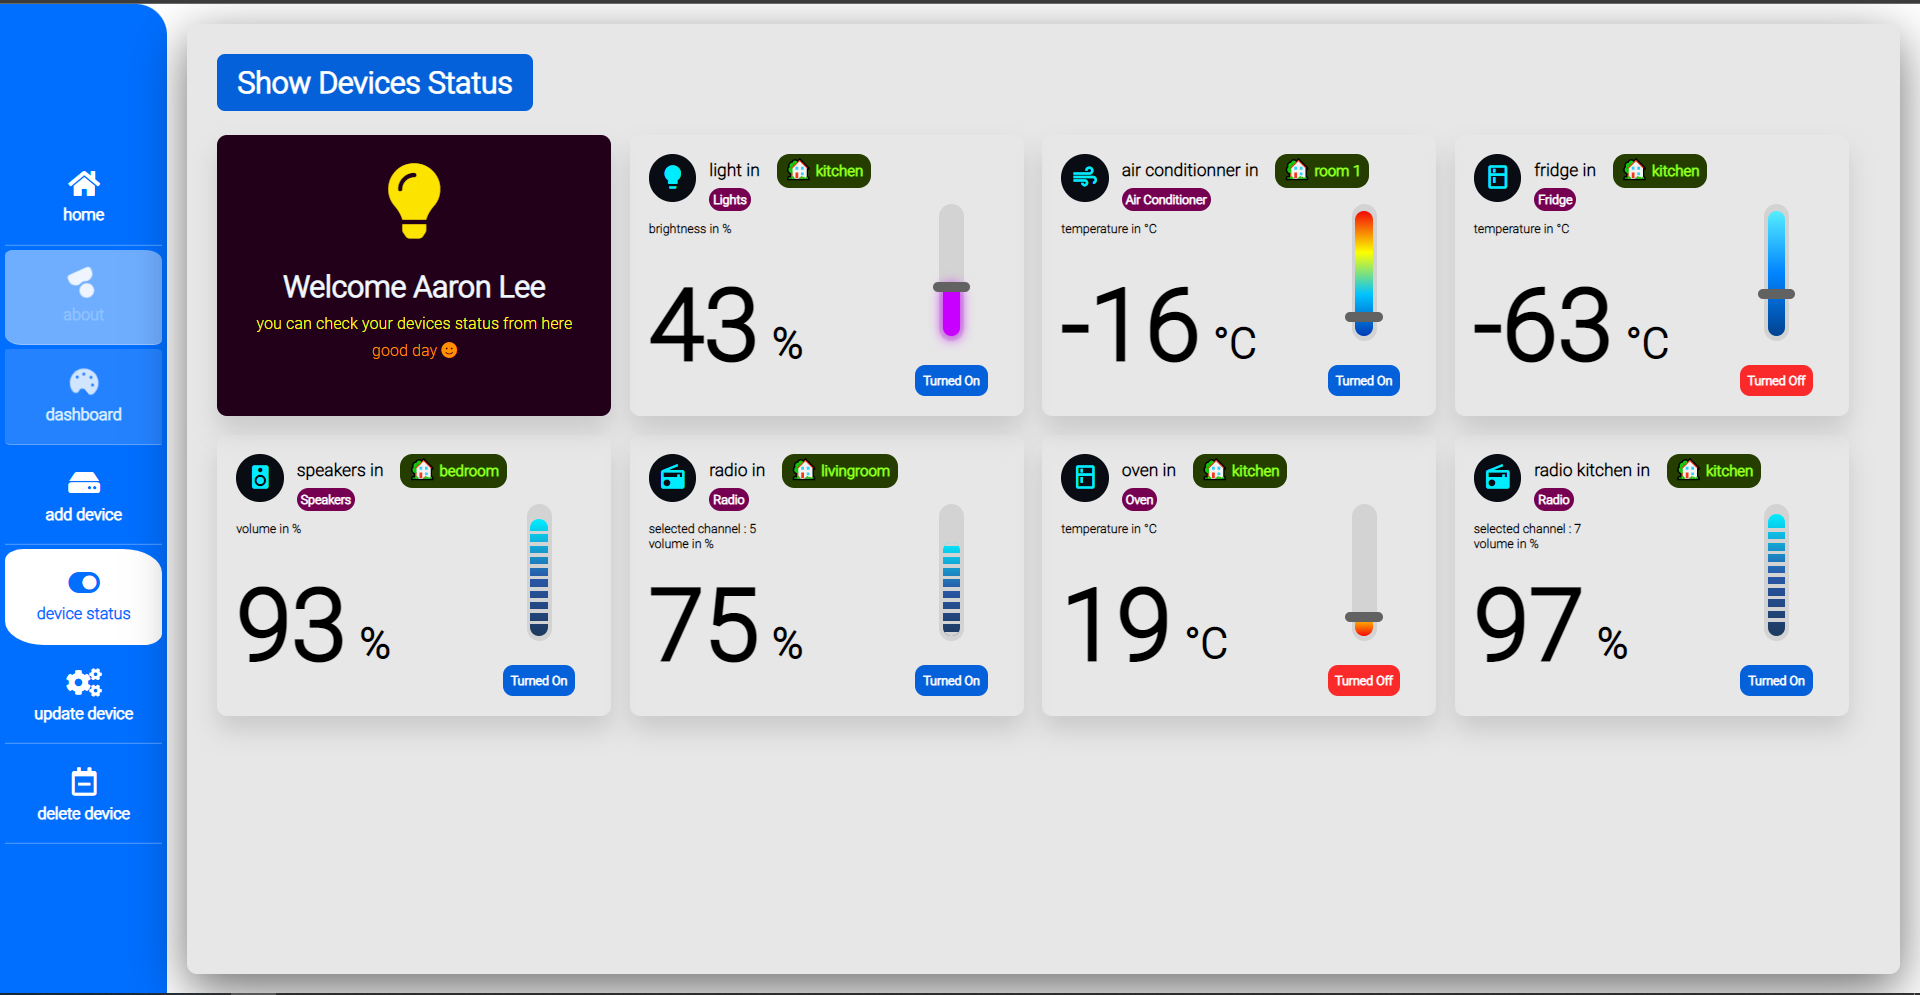 home
about
dashboard
add device
device status
update device
delete device
Show Devices Status
Welcome Aaron Lee
you can check your devices status from here
good day
light in kitchen
Lights
brightness in %
43 %
Turned On
air conditionner in room 1
Air Conditioner
temperature in °C
-16 °C
Turned On
fridge in kitchen
Fridge
temperature in °C
-63 °C
Turned Off
speakers in bedroom
Speakers
volume in %
93 %
Turned On
radio in livingroom
Radio
selected channel : 5
volume in %
75 %
Turned On
oven in kitchen
Oven
temperature in °C
19 °C
Turned Off
radio kitchen in kitchen
Radio
selected channel : 7
volume in %
97 %
Turned On